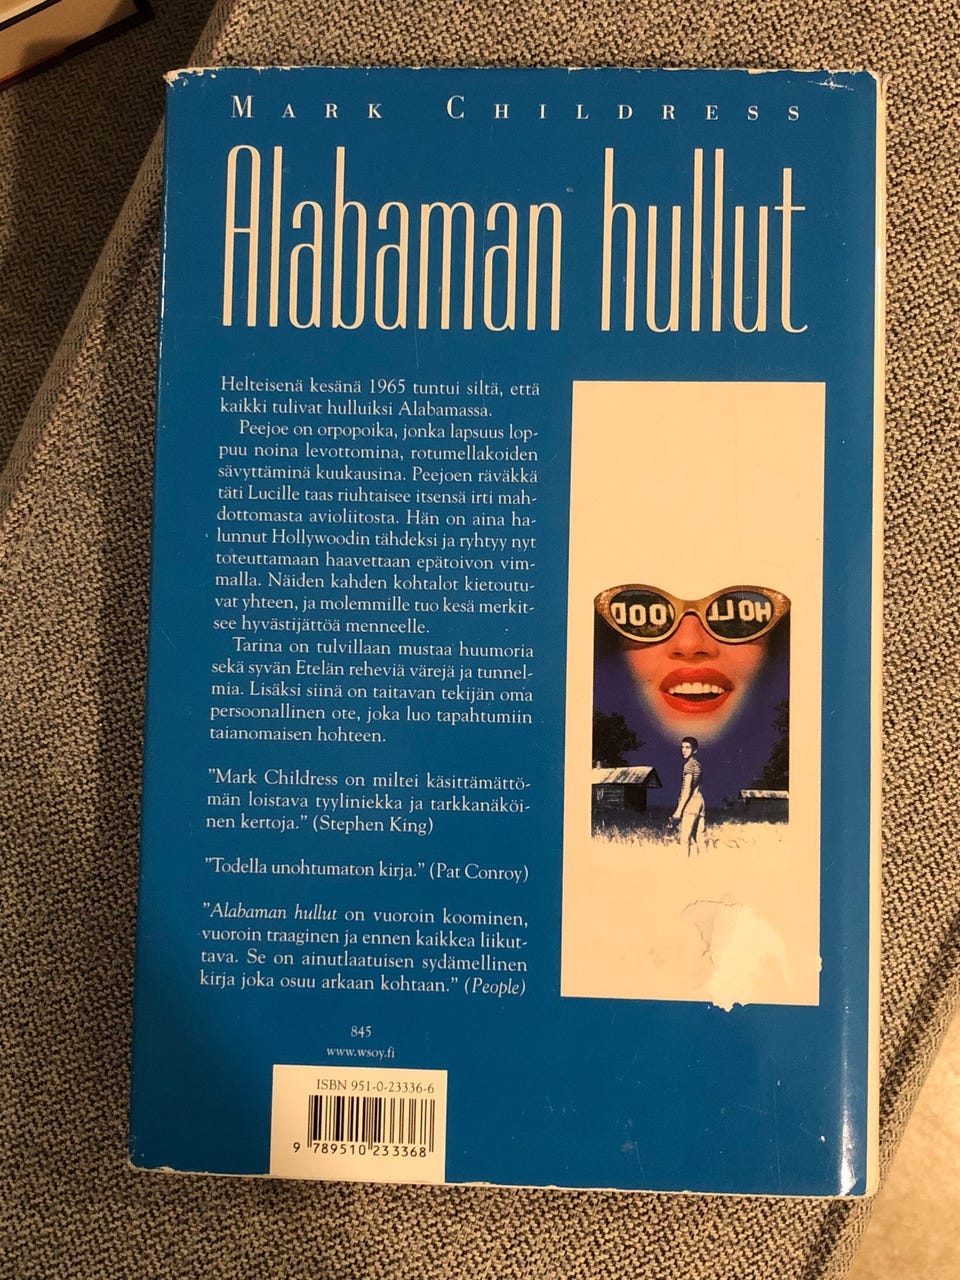 MARK CHILDRESS
Alabaman hullut
Helteisenä kesänä 1965 tuntui siltä, että
kaikki tulivat hulluiksi Alabamassa.
Peejoe on orpopoika, jonka lapsuus lop-
puu noina levottomina, rotumellakoiden
sävyttäminä kuukausina. Peejoen räväkkä
täti Lucille taas riuhtaisee itsensä irti mah-
dottomasta avioliitosta. Hän on aina ha-
lunnut Hollywoodin tähdeksi ja ryhtyy nyt
toteuttamaan haavettaan epätoivon vim-
malla. Näiden kahden kohtalot kietoutu-
vat yhteen, ja molemmille tuo kesä merkit-
see hyvästijättöä menneelle.
Tarina on tulvillaan mustaa huumoria
sekä syvän Etelän reheviä värejä ja tunnel-
mia. Lisäksi siinä on taitavan tekijän oma
persoonallinen ote, joka luo tapahtumiin
taianomaisen hohteen.
"Mark Childress on miltei käsittämättö-
män loistava tyyliniekka ja tarkkanäköi-
nen kertoja." (Stephen King)
"Todella unohtumaton kirja." (Pat Conroy)
"Alabaman hullut on vuoroin koominen,
vuoroin traaginen ja ennen kaikkea liikut-
tava. Se on ainutlaatuisen sydämellinen
kirja joka osuu arkaan kohtaan." (People)
OOD HOLL
845
www.wsoy.fi
ISBN 951-0-23336-6
9 789510 233368